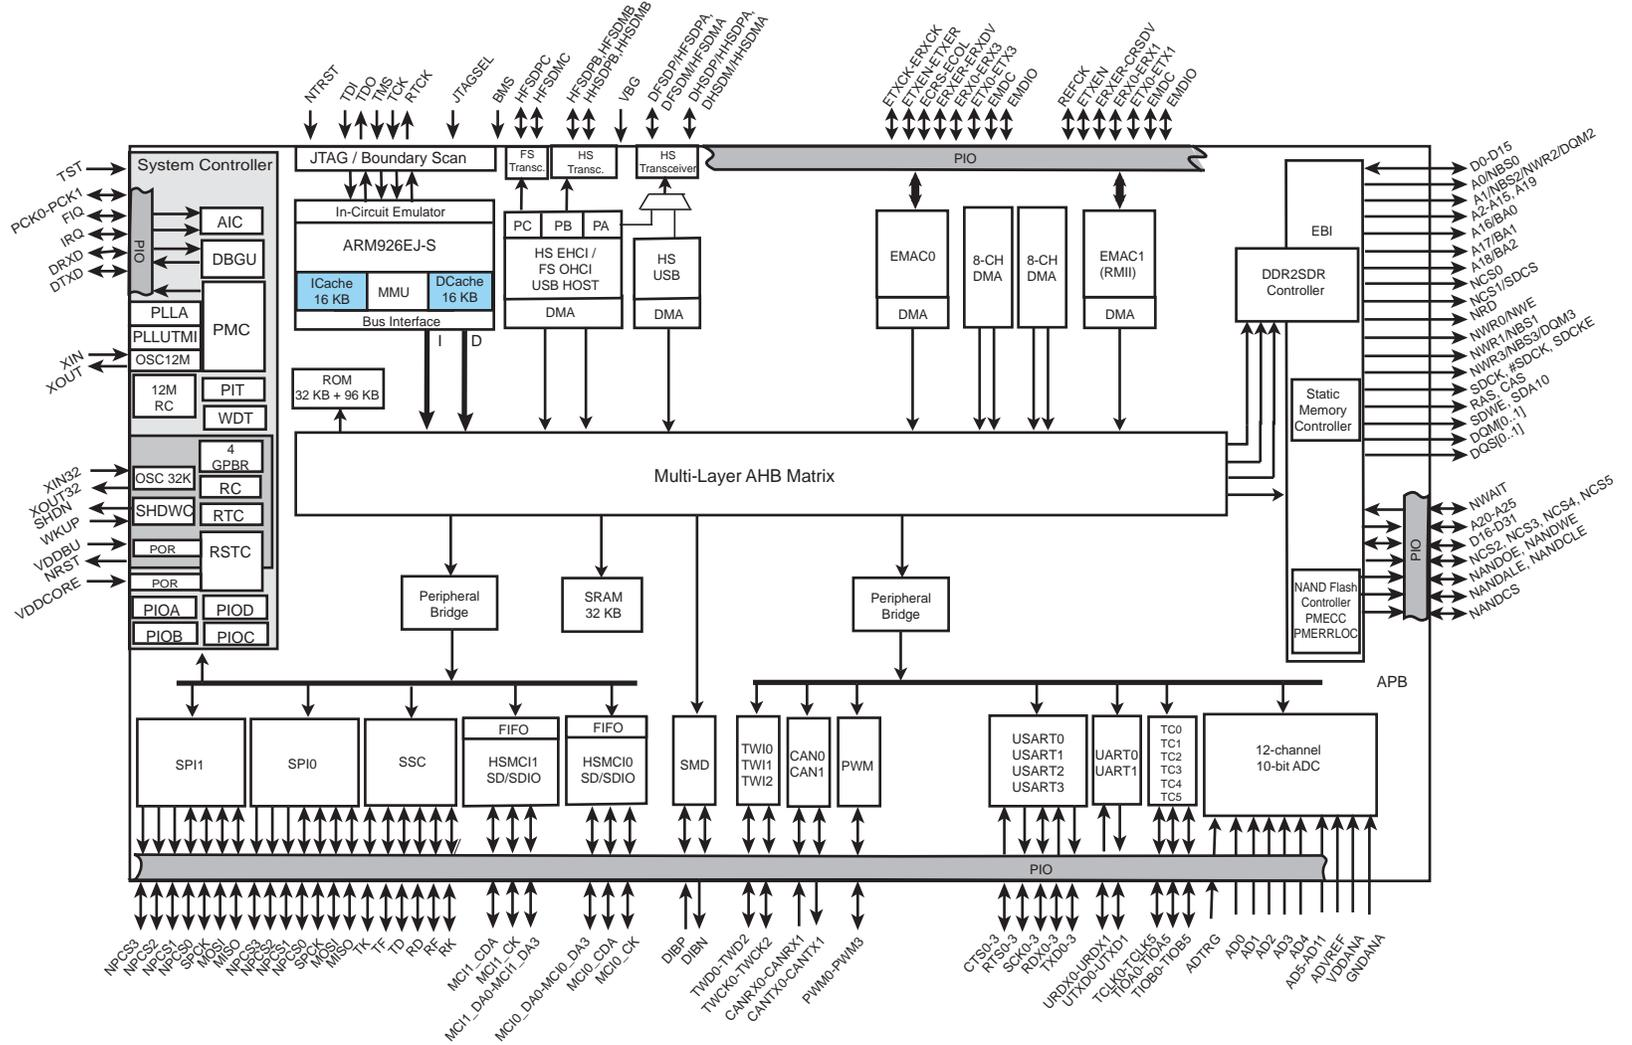 NTRST
TDI
TDO
TMS
TCK
RTCK
JTAGSEL
BMS
HFSDPC
HFSDMC
HFSDPB,HFSDMB
HHSDPB,HHSDMB
VBG
DFSDP/HFSDPA,
DFSDM/HFSDMA
DHSDP/HHSDPA,
DHSDM/HHSDMA
ETXCK-ERXCK
ETXEN-ETXER
ECRS-ECOL
ERXER-ERXDV
ERX0-ERX3
ETX0-ETX3
EMDC
EMDIO
REFCK
ETXEN
ERXER-CRSDV
ERX0-ERX1
ETX0-ETX1
EMDC
EMDIO
TST
PCK0-PCK1
FIQ
IRQ
DRXD
DTXD
XIN
XOUT
XIN32
XOUT32
SHDN
WKUP
VDDBU
NRST
VDDCORE
System Controller
PIO
AIC
DBGU
PMC
PLLA
PLLUTMI
OSC12M
12M
RC
PIT
WDT
4
GPBR
OSC 32K
RC
SHDWC
RTC
POR
RSTC
POR
PIOA
PIOD
PIOB
PIOC
JTAG / Boundary Scan
In-Circuit Emulator
ARM926EJ-S
ICache
16 KB
MMU
DCache
16 KB
Bus Interface
I
D
ROM
32 KB + 96 KB
FS
Transc.
HS
Transc.
HS
Transceiver
PC
PB
PA
HS EHCI /
FS OHCI
USB HOST
DMA
HS
USB
DMA
PIO
EMAC0
DMA
8-CH
DMA
8-CH
DMA
EMAC1
(RMII)
DMA
EBI
DDR2SDR
Controller
Static
Memory
Controller
NAND Flash
Controller
PMECC
PMERRLOC
PIO
D0-D15
A0/NBS0
A1/NBS2/NWR2/DQM2
A2-A15, A19
A16/BA0
A17/BA1
A18/BA2
NCS0
NCS1/SDCS
NRD
NWR0/NWE
NWR1/NBS1
NWR3/NBS3/DQM3
SDCK, #SDCK, SDCKE
RAS, CAS
SDWE, SDA10
DQM[0..1]
DQS[0..1]
NWAIT
A20-A25
D16-D31
NCS2, NCS3, NCS4, NCS5
NANDOE, NANDWE
NANDALE, NANDCLE
NANDCS
Multi-Layer AHB Matrix
Peripheral
Bridge
SRAM
32 KB
Peripheral
Bridge
APB
SPI1
SPI0
SSC
FIFO
HSMCI1
SD/SDIO
FIFO
HSMCI0
SD/SDIO
SMD
TWI0
TWI1
TWI2
CAN0
CAN1
PWM
USART0
USART1
USART2
USART3
UART0
UART1
TC0
TC1
TC2
TC3
TC4
TC5
12-channel
10-bit ADC
PIO
NPCS3
NPCS2
NPCS1
NPCS0
SPCK
MOSI
MISO
NPCS3
NPCS2
NPCS1
NPCS0
SPCK
MOSI
MISO
TK
TF
TD
RD
RF
RK
MCI1_CDA
MCI1_CK
MCI1_DA0-MCI1_DA3
MCI0_DA0-MCI0_DA3
MCI0_CDA
MCI0_CK
DIBP
DIBN
TWD0-TWD2
TWCK0-TWCK2
CANRX0-CANRX1
CANTX0-CANTX1
PWM0-PWM3
CTS0-3
RTS0-3
SCK0-3
RDX0-3
TXD0-3
URDX0-URDX1
UTXD0-UTXD1
TCLK0-TCLK5
TIOA0-TIOA5
TIOB0-TIOB5
ADTRG
AD0
AD1
AD2
AD3
AD4
AD5-AD11
ADVREF
VDDANA
GNDANA